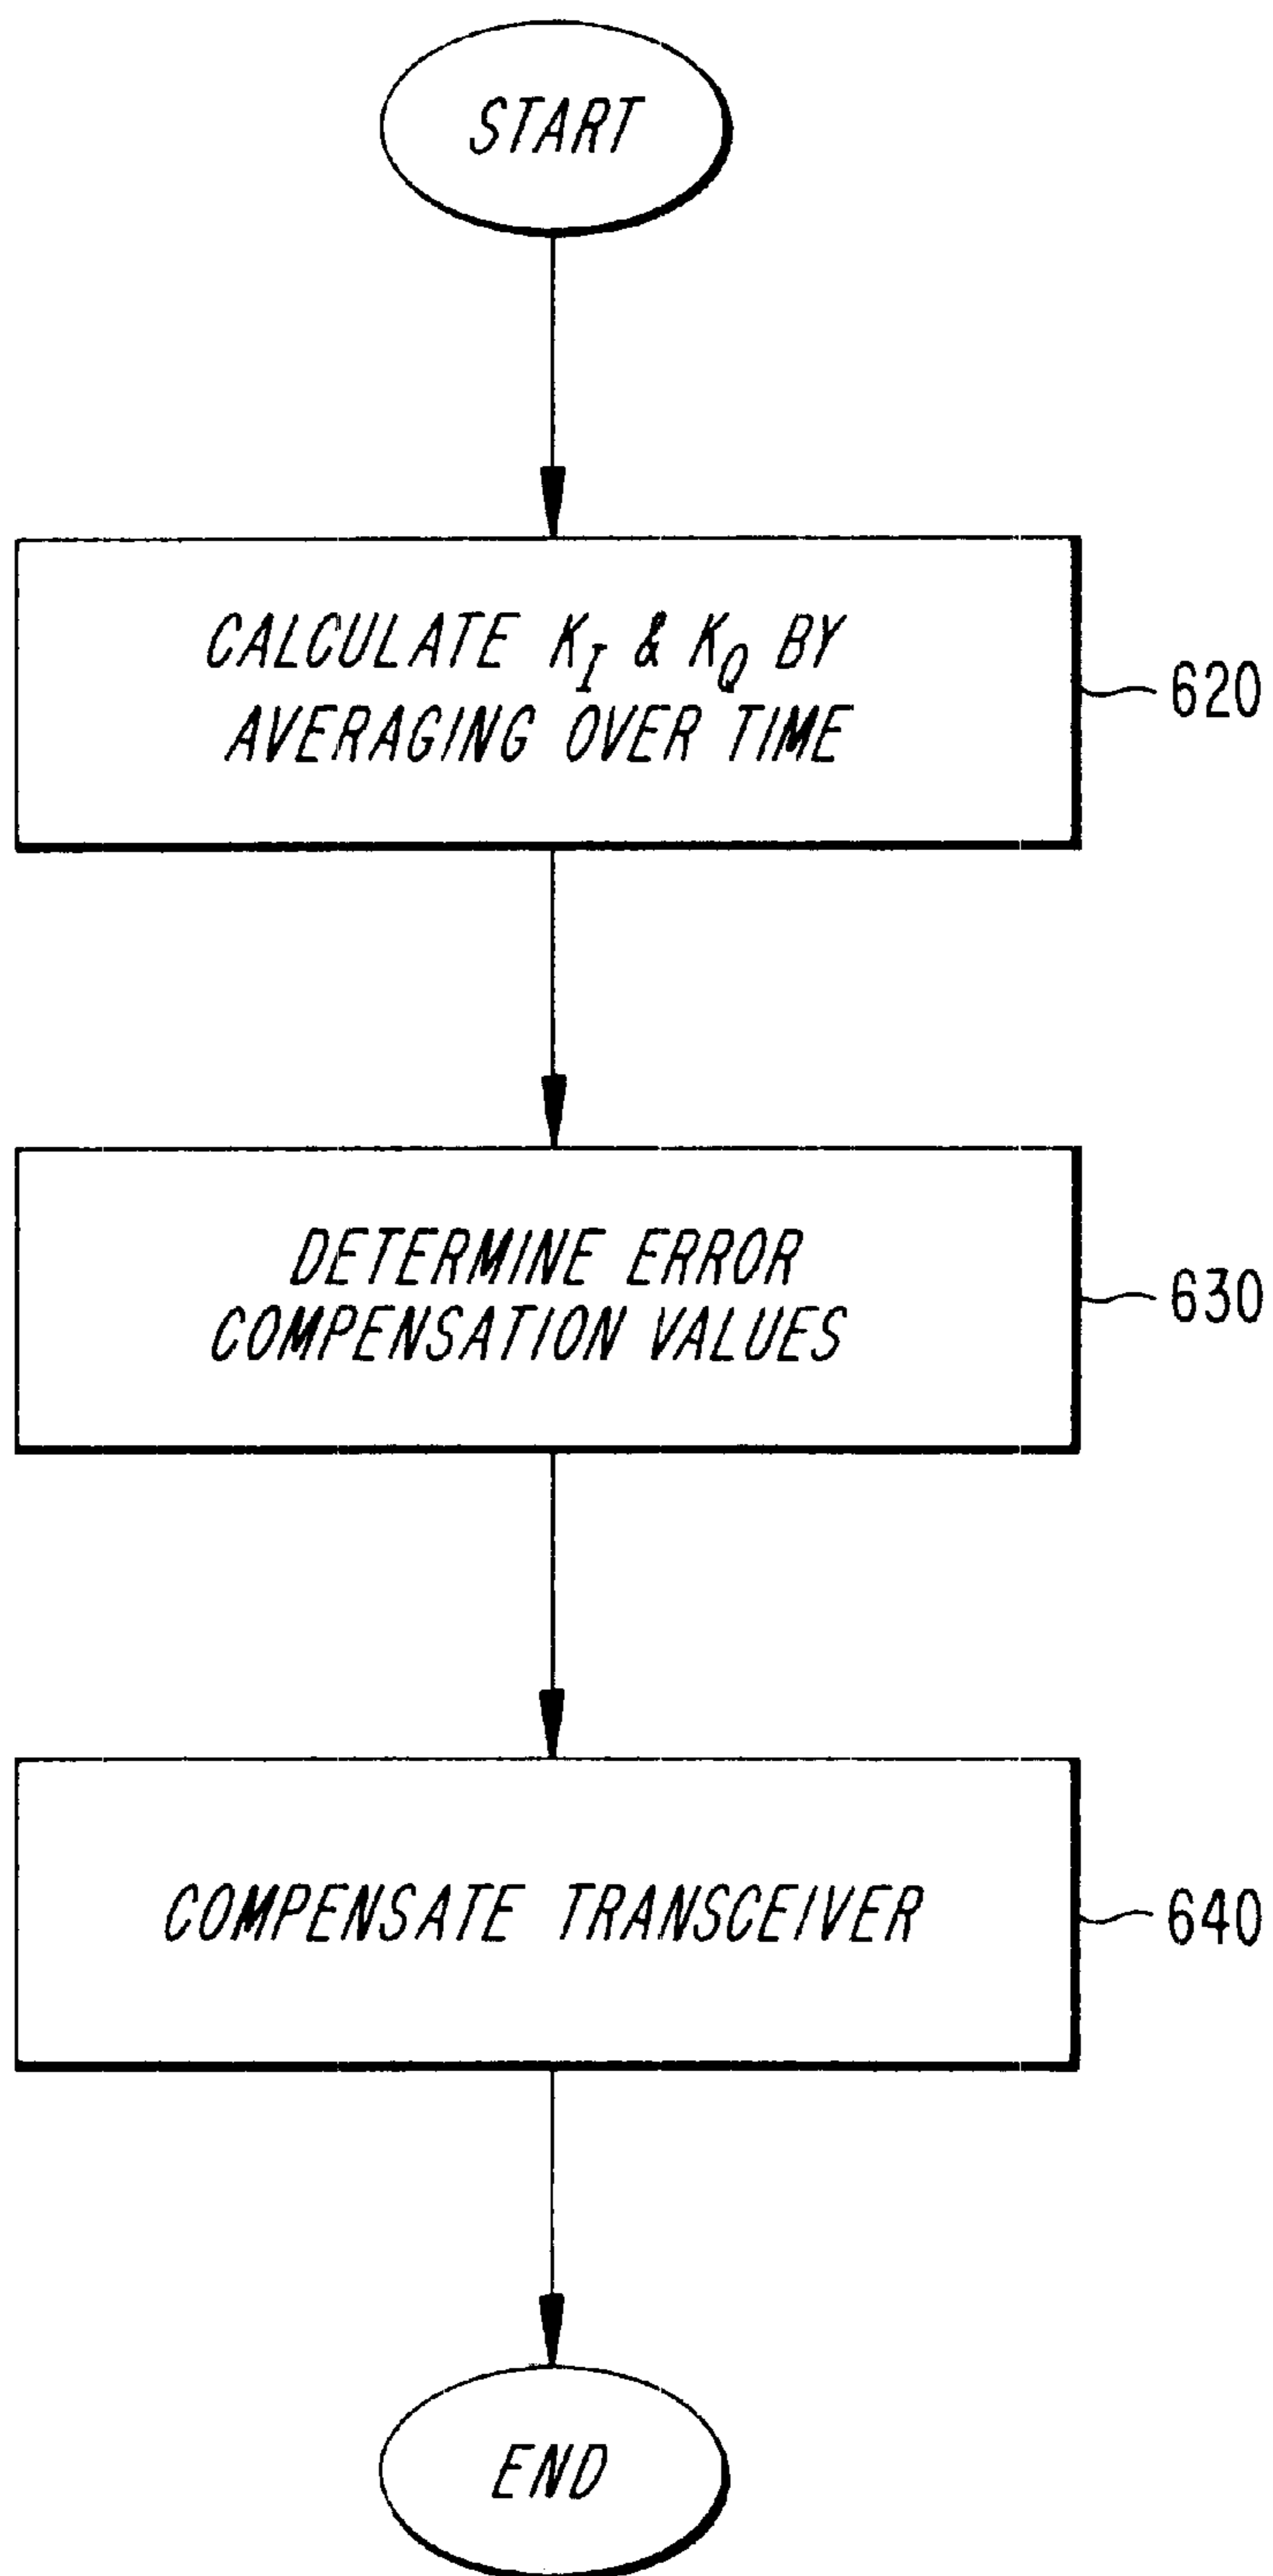 START
CALCULATE K_I & K_Q BY
AVERAGING OVER TIME
620
DETERMINE ERROR
COMPENSATION VALUES
630
COMPENSATE TRANSCEIVER
640
END